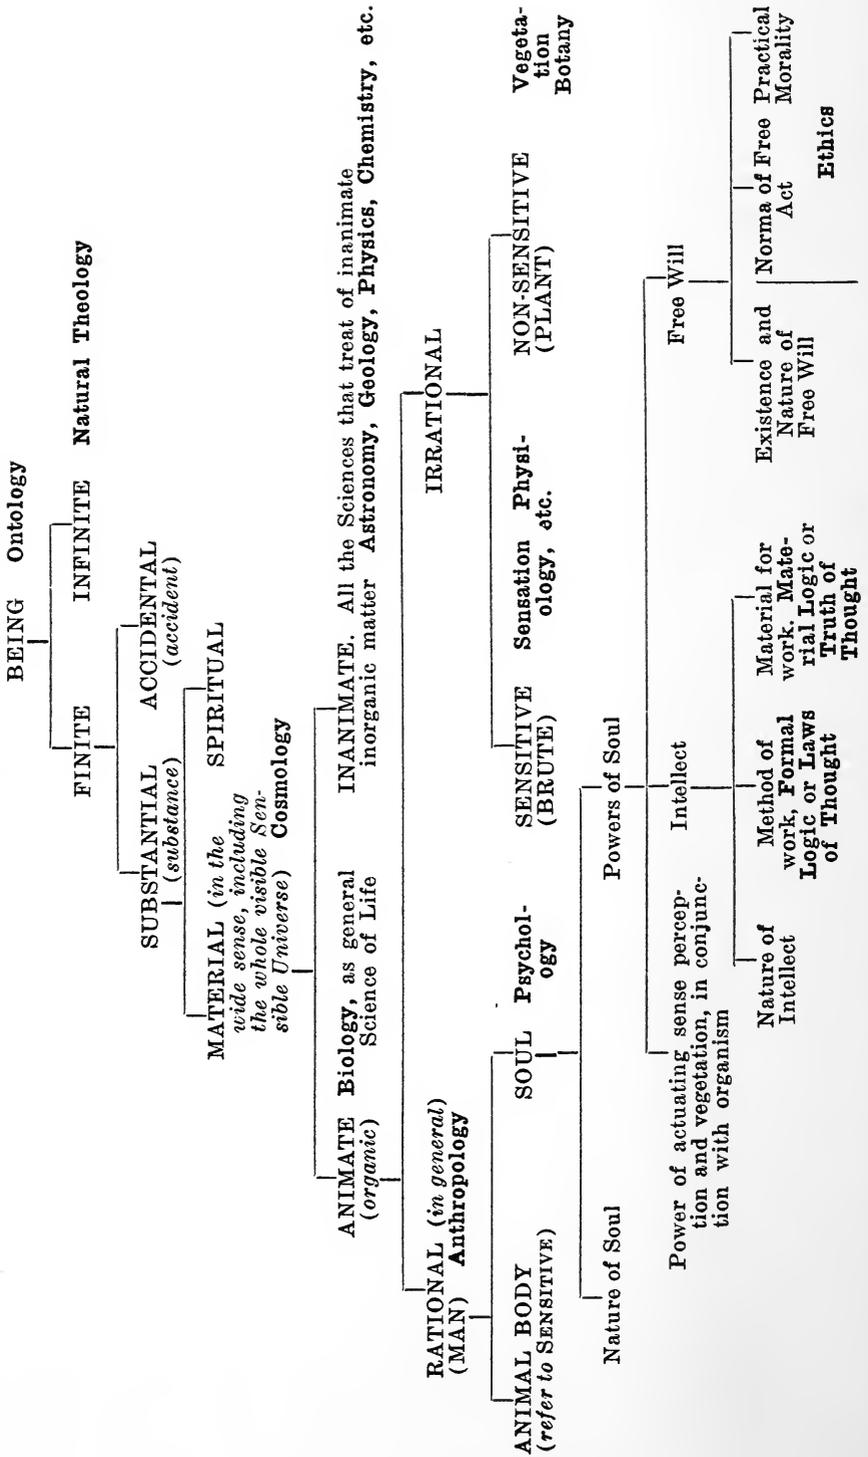 BEING Ontology
FINITE
INFINITE Natural Theology
SUBSTANTIAL
(substance)
ACCIDENTAL
(accident)
MATERIAL (in the
wide sense, including
the whole visible Sen-
sible Universe) Cosmology
SPIRITUAL
ANIMATE Biology, as general
(organic) Science of Life
INANIMATE. All the Sciences that treat of inanimate
inorganic matter Astronomy, Geology, Physics, Chemistry, etc.
RATIONAL (in general)
(MAN) Anthropology
IRRATIONAL
ANIMAL BODY
(refer to SENSITIVE)
SOUL Psychol-
ogy
SENSITIVE
(BRUTE)
Sensation Physi-
ology, etc.
NON-SENSITIVE
(PLANT)
Vegeta-
tion
Botany
Nature of Soul
Powers of Soul
Power of actuating sense percep-
tion and vegetation, in conjunc-
tion with organism
Intellect
Free Will
Nature of
Intellect
Method of
work, Formal
Logic or Laws
of Thought
Material for
work. Mate-
rial Logic or
Truth of
Thought
Existence and
Nature of
Free Will
Norma of Free
Act
Practical
Morality
Ethics